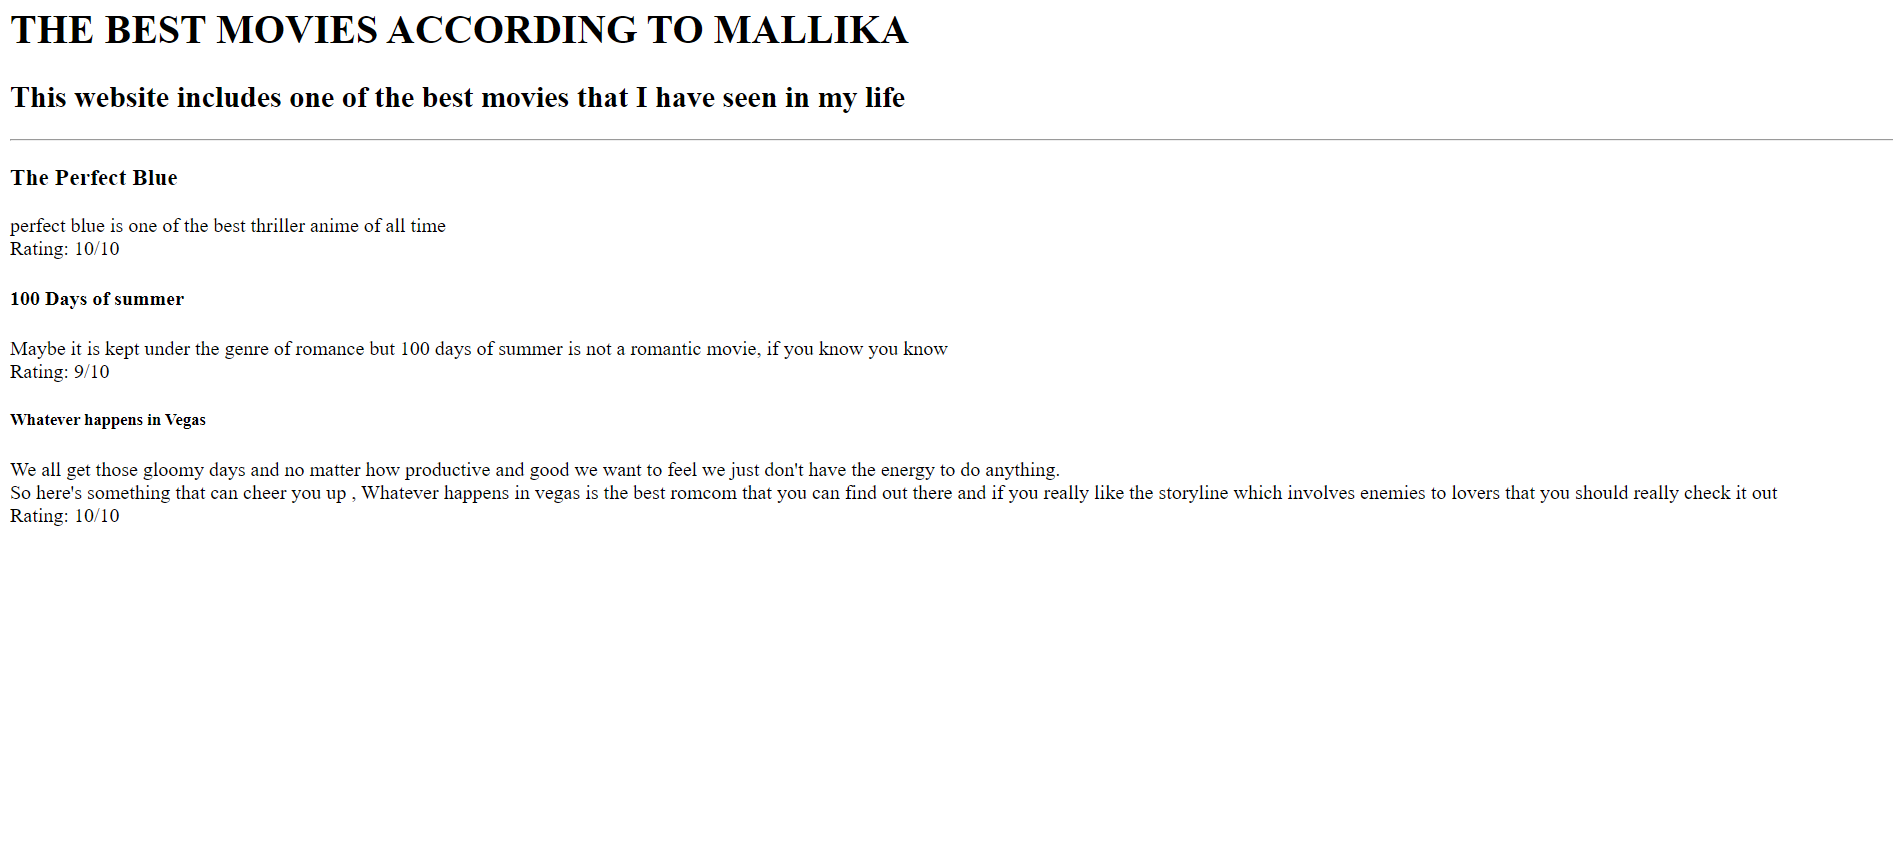 THE BEST MOVIES ACCORDING TO MALLIKA
This website includes one of the best movies that I have seen in my life
The Perfect Blue
perfect blue is one of the best thriller anime of all time
Rating: 10/10
100 Days of summer
Maybe it is kept under the genre of romance but 100 days of summer is not a romantic movie, if you know you know
Rating: 9/10
Whatever happens in Vegas
We all get those gloomy days and no matter how productive and good we want to feel we just don't have the energy to do anything.
So here's something that can cheer you up , Whatever happens in vegas is the best romcom that you can find out there and if you really like the storyline which involves enemies to lovers that you should really check it out
Rating: 10/10